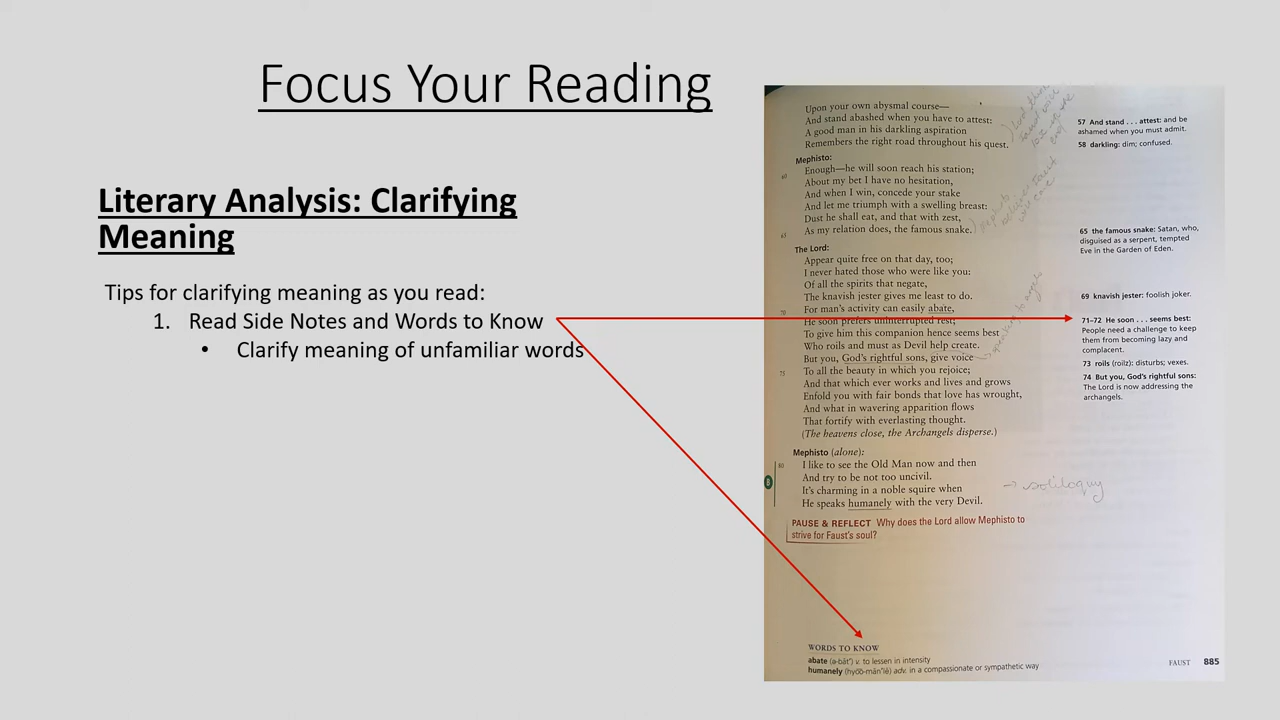 Focus Your Reading
Literary Analysis: Clarifying
Meaning
Tips for clarifying meaning as you read:
1. Read Side Notes and Words to Know
• Clarify meaning of unfamiliar words
Upon your own abysmal course—
And stand abashed when you have to attest:
A good man in his darkling aspiration
Remembers the right road throughout his quest.
Mephisto:
60 Enough—he will soon reach his station;
About my bet I have no hesitation,
And when I win, concede your stake
And let me triumph with a swelling breast:
Dust he shall eat, and that with zest,
65 As my relation does, the famous snake.
The Lord:
Appear quite free on that day, too;
I never hated those who were like you:
Of all the spirits that negate,
The knavish jester gives me least to do.
70 For man's activity can easily abate,
He soon prefers uninterrupted rest;
To give him this companion hence seems best
Who roils and must as Devil help create.
But you, God's rightful sons, give voice
75 To all the beauty in which you rejoice;
And that which ever works and lives and grows
Enfold you with fair bonds that love has wrought,
And what in wavering apparition flows
That fortify with everlasting thought.
(The heavens close, the Archangels disperse.)
Mephisto (alone):
80 I like to see the Old Man now and then
And try to be not too uncivil.
B It's charming in a noble squire when
He speaks humanely with the very Devil.
→ soliloquy
PAUSE & REFLECT Why does the Lord allow Mephisto to
strive for Faust's soul?
57 And stand . . . attest: and be
ashamed when you must admit.
58 darkling: dim; confused.
65 the famous snake: Satan, who,
disguised as a serpent, tempted
Eve in the Garden of Eden.
69 knavish jester: foolish joker.
71–72 He soon . . . seems best:
People need a challenge to keep
them from becoming lazy and
complacent.
73 roils (roilz): disturbs; vexes.
74 But you, God's rightful sons:
The Lord is now addressing the
archangels.
WORDS TO KNOW
abate (ə-bāt′) v. to lessen in intensity
humanely (hyōō-mān′lē) adv. in a compassionate or sympathetic way
FAUST 885